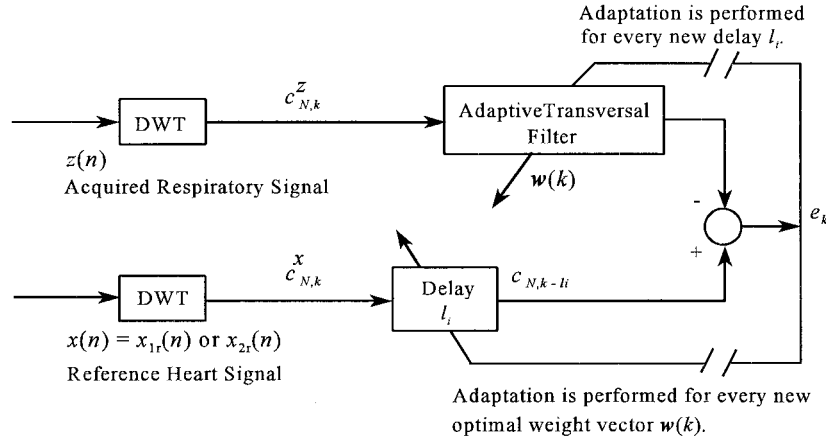 Adaptation is performed
for every new delay l_i.
c^z_{N,k}
DWT
AdaptiveTransversal
Filter
z(n)
Acquired Respiratory Signal
w(k)
-
+
e_k
c^x_{N,k}
DWT
Delay
l_i
c_{N,k-li}
x(n) = x_{1r}(n) or x_{2r}(n)
Reference Heart Signal
Adaptation is performed for every new
optimal weight vector w(k).